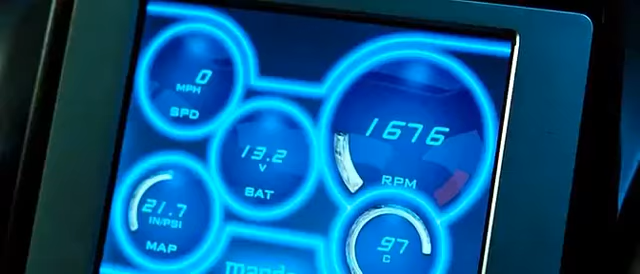 0
MPH
SPD
1676
RPM
13.2
V
BAT
21.7
IN/PSI
MAP
97
C